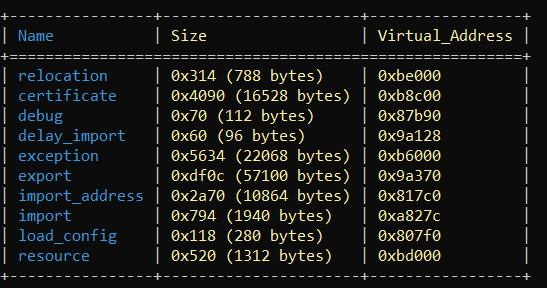 +----------------+----------------------+-----------------+
| Name           | Size                 | Virtual_Address |
+=========================================================+
| relocation     | 0x314 (788 bytes)    | 0xbe000         |
| certificate    | 0x4090 (16528 bytes) | 0xb8c00         |
| debug          | 0x70 (112 bytes)     | 0x87b90         |
| delay_import   | 0x60 (96 bytes)      | 0x9a128         |
| exception      | 0x5634 (22068 bytes) | 0xb6000         |
| export         | 0xdf0c (57100 bytes) | 0x9a370         |
| import_address | 0x2a70 (10864 bytes) | 0x817c0         |
| import         | 0x794 (1940 bytes)   | 0xa827c         |
| load_config    | 0x118 (280 bytes)    | 0x807f0         |
| resource       | 0x520 (1312 bytes)   | 0xbd000         |
+----------------+----------------------+-----------------+